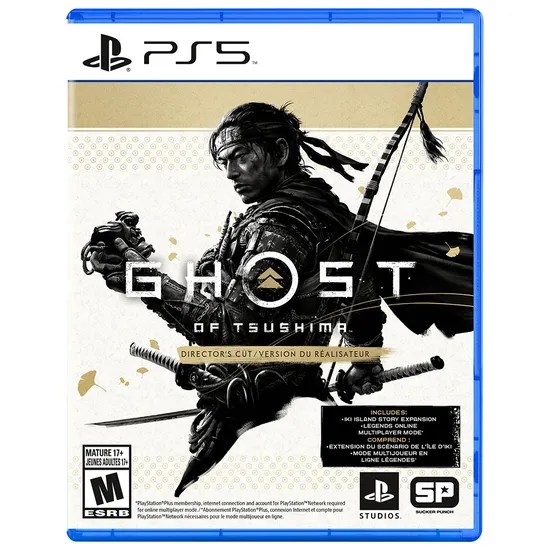 PS5™
GHOST
OF TSUSHIMA
DIRECTOR'S CUT / VERSION DU RÉALISATEUR
INCLUDES:
•IKI ISLAND STORY EXPANSION
•LEGENDS ONLINE
MULTIPLAYER MODE*
COMPREND :
•EXTENSION DU SCÉNARIO DE L'ÎLE D'IKI
•MODE MULTIJOUEUR EN
LIGNE LÉGENDES*
MATURE 17+
JEUNES ADULTES 17+
M
ESRB
*PlayStation®Plus membership, internet connection and account for PlayStation™Network required
for online multiplayer mode. / *Abonnement PlayStation®Plus, connexion Internet et compte pour
PlayStation™Network nécessaires pour le mode multijoueur en ligne.
PlayStation
STUDIOS
SP
SUCKER PUNCH